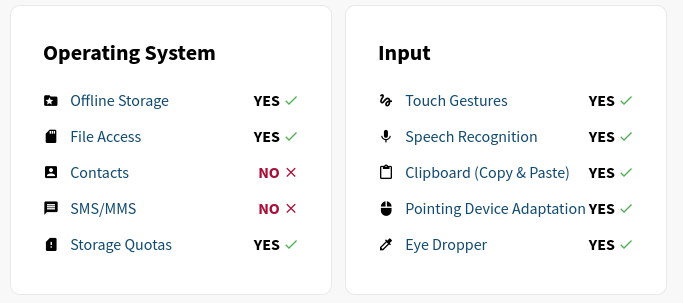 Operating System
Offline Storage YES
File Access YES
Contacts NO
SMS/MMS NO
Storage Quotas YES
Input
Touch Gestures YES
Speech Recognition YES
Clipboard (Copy & Paste) YES
Pointing Device Adaptation YES
Eye Dropper YES